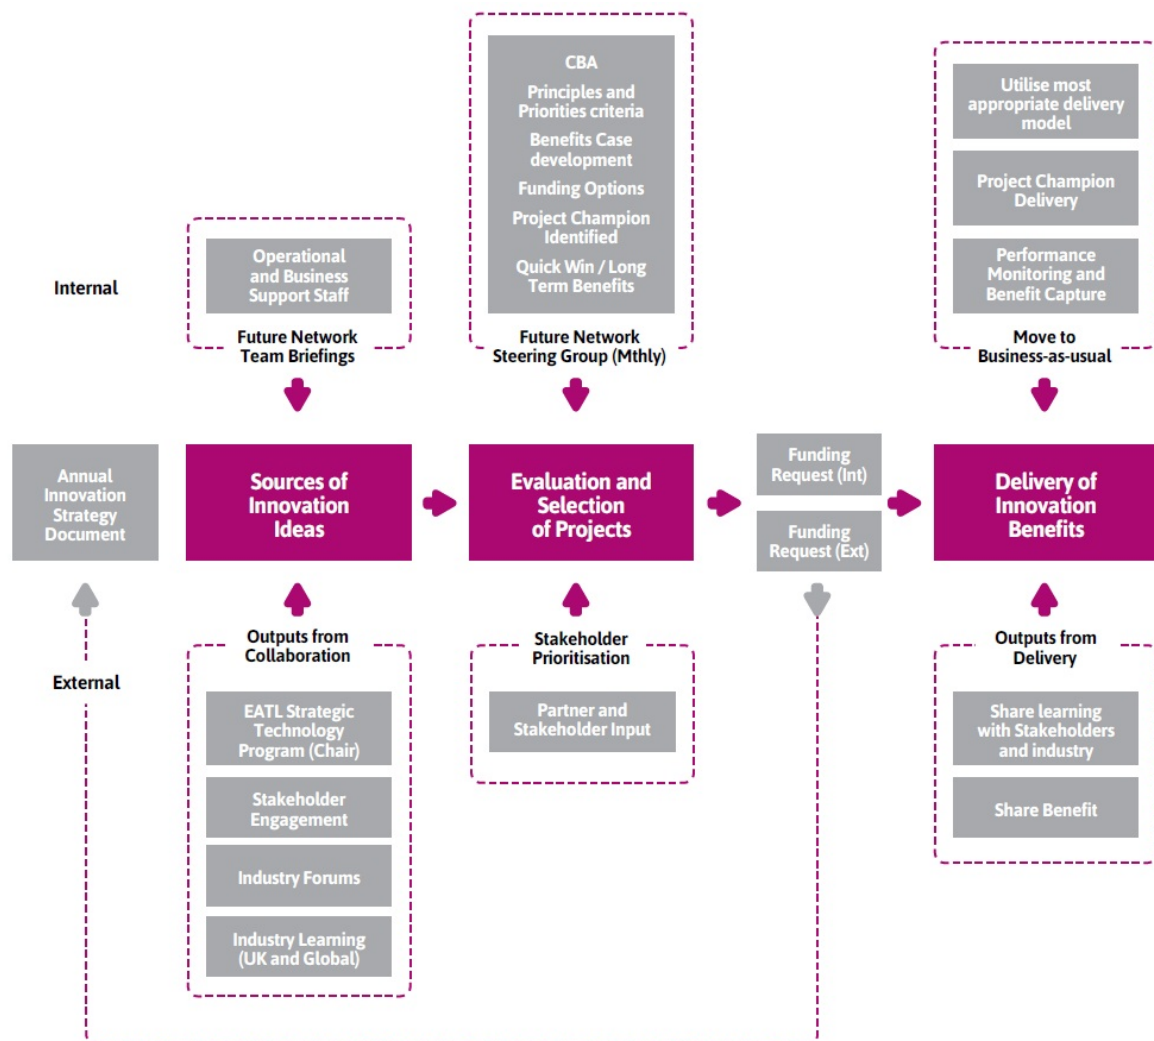 CBA
Principles and
Priorities criteria
Benefits Case
development
Funding Options
Project Champion
Identified
Quick Win / Long
Term Benefits
Utilise most
appropriate delivery
model
Project Champion
Delivery
Performance
Monitoring and
Benefit Capture
Operational
and Business
Support Staff
Internal
Future Network
Team Briefings
Future Network
Steering Group (Mthly)
Move to
Business-as-usual
Annual
Innovation
Strategy
Document
Sources of
Innovation
Ideas
Evaluation and
Selection
of Projects
Funding
Request (Int)
Funding
Request (Ext)
Delivery of
Innovation
Benefits
External
Outputs from
Collaboration
Stakeholder
Prioritisation
Outputs from
Delivery
EATL Strategic
Technology
Program (Chair)
Stakeholder
Engagement
Industry Forums
Industry Learning
(UK and Global)
Partner and
Stakeholder Input
Share learning
with Stakeholders
and industry
Share Benefit